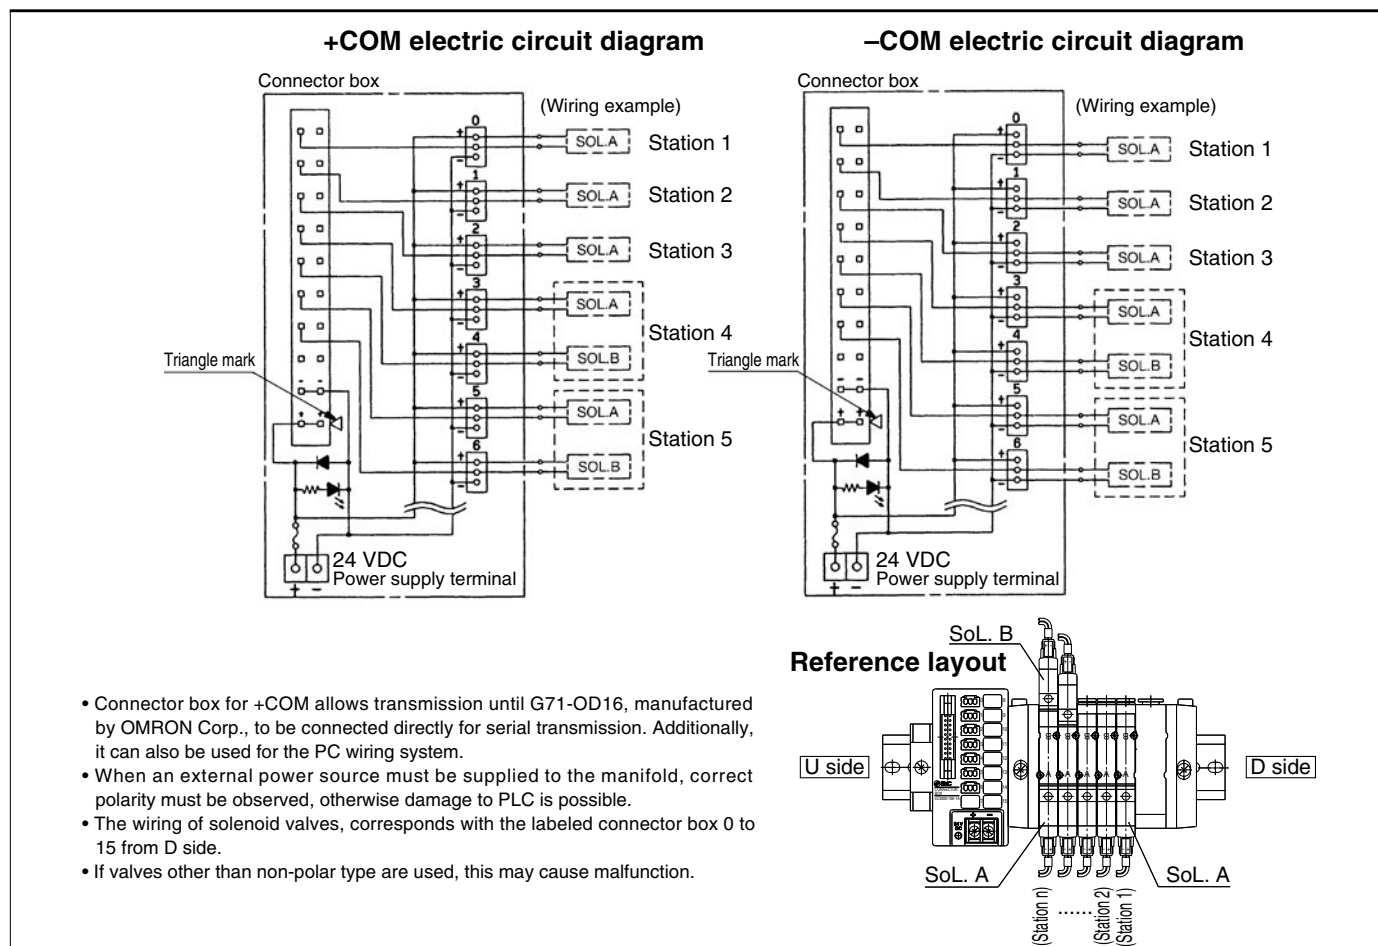 +COM electric circuit diagram
Connector box
(Wiring example)
0
+
–
SOL.A
Station 1
1
+
–
SOL.A
Station 2
2
+
–
SOL.A
Station 3
3
+
–
SOL.A
Station 4
4
+
–
SOL.B
Triangle mark
5
+
–
SOL.A
Station 5
6
+
–
SOL.B
- -
+ +
24 VDC
Power supply terminal
+ –
–COM electric circuit diagram
Connector box
(Wiring example)
0
+
–
SOL.A
Station 1
1
+
–
SOL.A
Station 2
2
+
–
SOL.A
Station 3
3
+
–
SOL.A
Station 4
4
+
–
SOL.B
Triangle mark
5
+
–
SOL.A
Station 5
6
+
–
SOL.B
- -
+ +
24 VDC
Power supply terminal
+ –
• Connector box for +COM allows transmission until G71-OD16, manufactured
by OMRON Corp., to be connected directly for serial transmission. Additionally,
it can also be used for the PC wiring system.
• When an external power source must be supplied to the manifold, correct
polarity must be observed, otherwise damage to PLC is possible.
• The wiring of solenoid valves, corresponds with the labeled connector box 0 to
15 from D side.
• If valves other than non-polar type are used, this may cause malfunction.
Reference layout
SoL. B
U side
D side
SoL. A
SoL. A
(Station n)
......
(Station 2)
(Station 1)